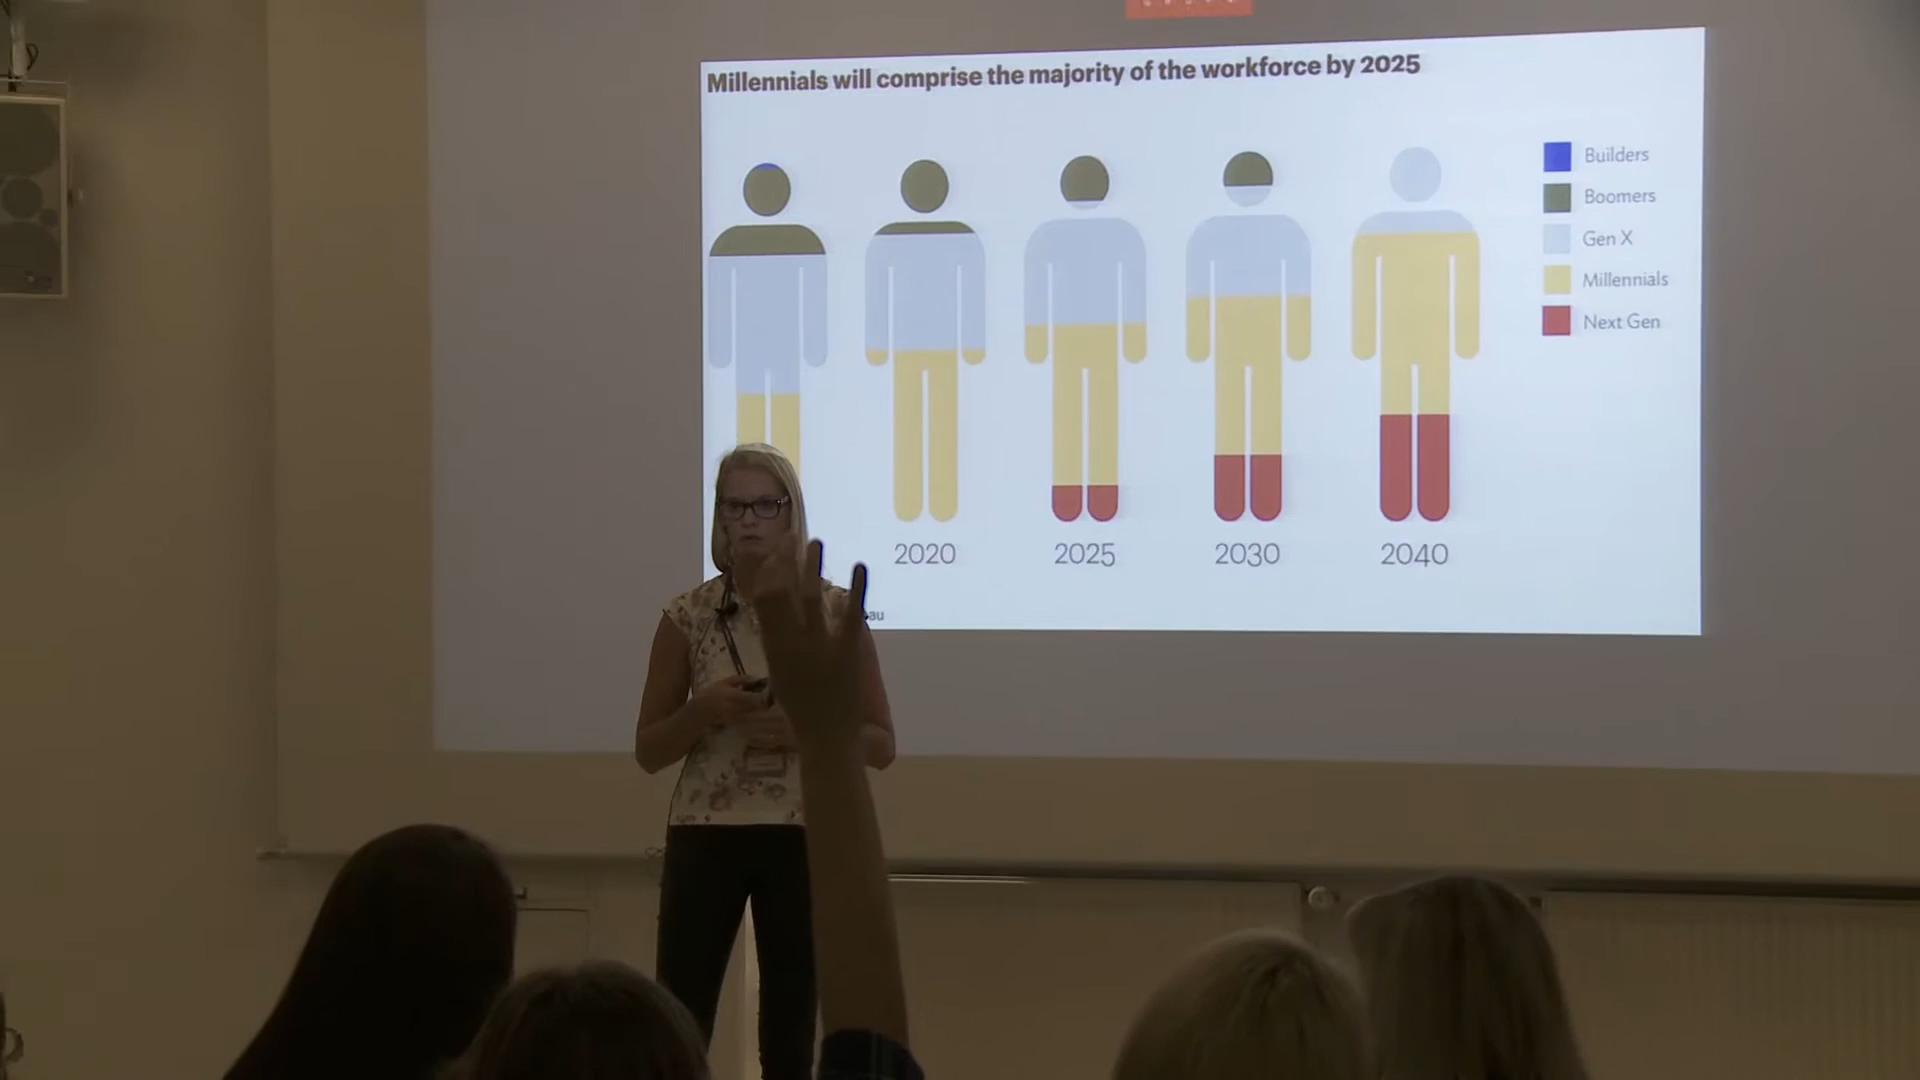 Millennials will comprise the majority of the workforce by 2025
Builders
Boomers
Gen X
Millennials
Next Gen
2020
2025
2030
2040
au